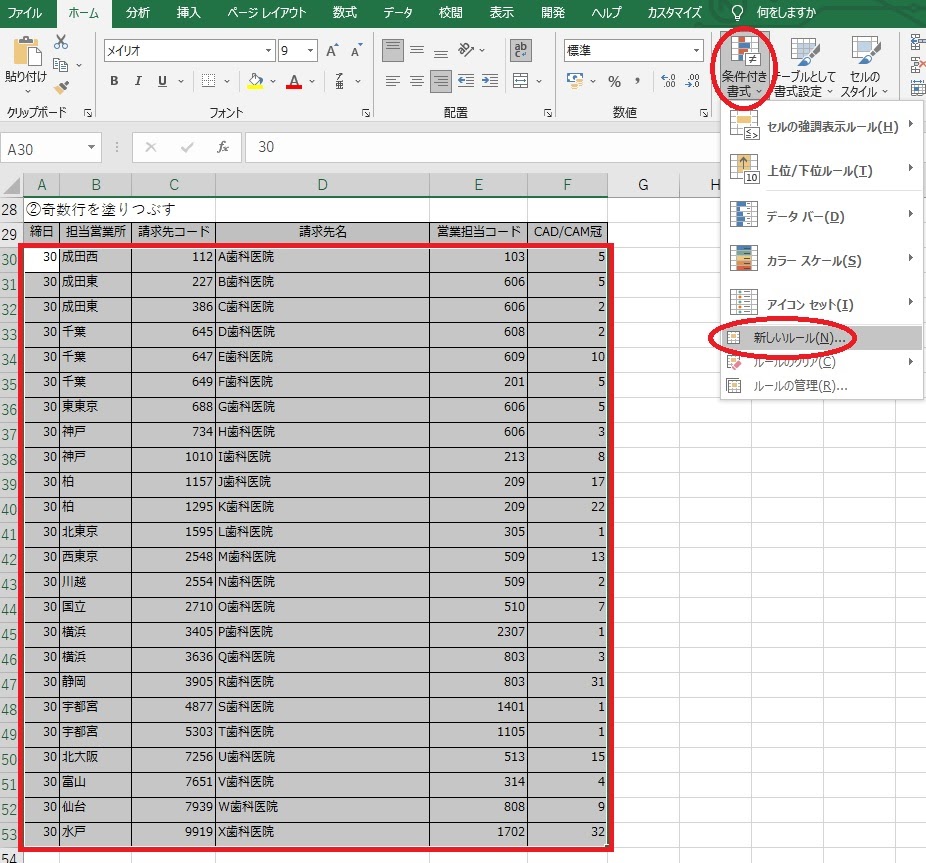 ファイル ホーム 分析 挿入 ページ レイアウト 数式 データ 校閲 表示 開発 ヘルプ カスタマイズ 何をしますか
貼り付け
メイリオ 9 A A
B I U A
ab
標準
% ,
条件付き
書式
テーブルとして
書式設定
セルの
スタイル
クリップボード フォント 配置 数値
A30 fx 30
セルの強調表示ルール(H)
上位/下位ルール(T)
データ バー(D)
カラー スケール(S)
アイコン セット(I)
新しいルール(N)...
ルールのクリア(C)
ルールの管理(R)...
A B C D E F G H
28 ②奇数行を塗りつぶす
29 締日 担当営業所 請求先コード 請求先名 営業担当コード CAD/CAM冠
30 30 成田西 112 A歯科医院 103 5
31 30 成田東 227 B歯科医院 606 5
32 30 成田東 386 C歯科医院 606 2
33 30 千葉 645 D歯科医院 608 2
34 30 千葉 647 E歯科医院 609 10
35 30 千葉 649 F歯科医院 201 5
36 30 東東京 688 G歯科医院 606 5
37 30 神戸 734 H歯科医院 606 3
38 30 神戸 1010 I歯科医院 213 8
39 30 柏 1157 J歯科医院 209 17
40 30 柏 1295 K歯科医院 209 22
41 30 北東京 1595 L歯科医院 305 1
42 30 西東京 2548 M歯科医院 509 13
43 30 川越 2554 N歯科医院 509 2
44 30 国立 2710 O歯科医院 510 7
45 30 横浜 3405 P歯科医院 2307 1
46 30 横浜 3636 Q歯科医院 803 3
47 30 静岡 3905 R歯科医院 803 31
48 30 宇都宮 4877 S歯科医院 1401 1
49 30 宇都宮 5303 T歯科医院 1105 1
50 30 北大阪 7256 U歯科医院 513 15
51 30 富山 7651 V歯科医院 314 4
52 30 仙台 7939 W歯科医院 808 9
53 30 水戸 9919 X歯科医院 1702 32
54